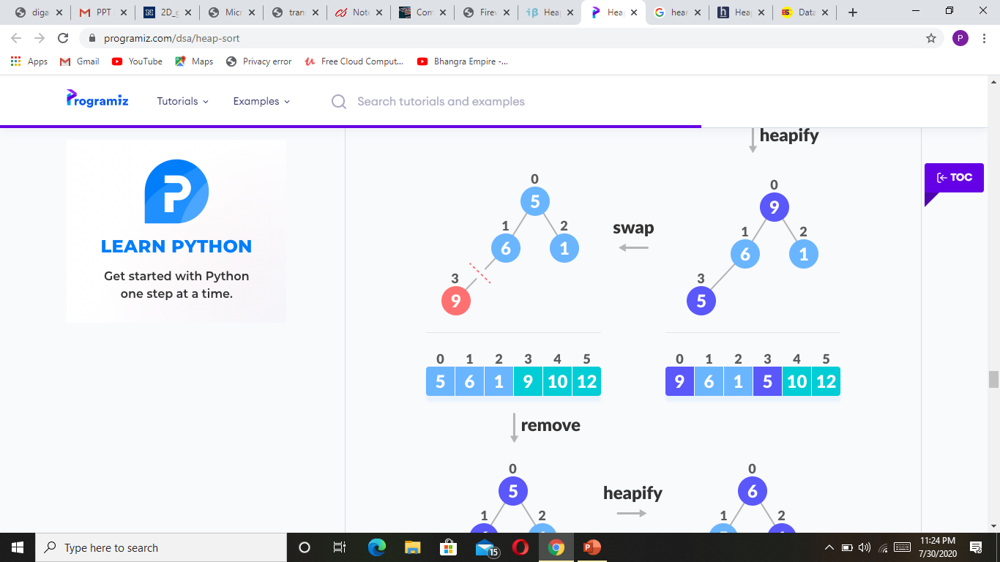 diga
PPT
2D_g
Micr
tran
Note
Com
Firev
Heap
Hea
hear
Hea
Data
programiz.com/dsa/heap-sort
P
Apps
Gmail
YouTube
Maps
Privacy error
Free Cloud Comput...
Bhangra Empire -...
Programiz
Tutorials
Examples
Search tutorials and examples
LEARN PYTHON
Get started with Python
one step at a time.
heapify
TOC
0
5
1 2
6 1
3
9
swap
0
9
1 2
6 1
3
5
0 1 2 3 4 5
5 6 1 9 10 12
0 1 2 3 4 5
9 6 1 5 10 12
remove
0
5
1 2
heapify
0
6
1 2
Type here to search
15
11:24 PM
7/30/2020